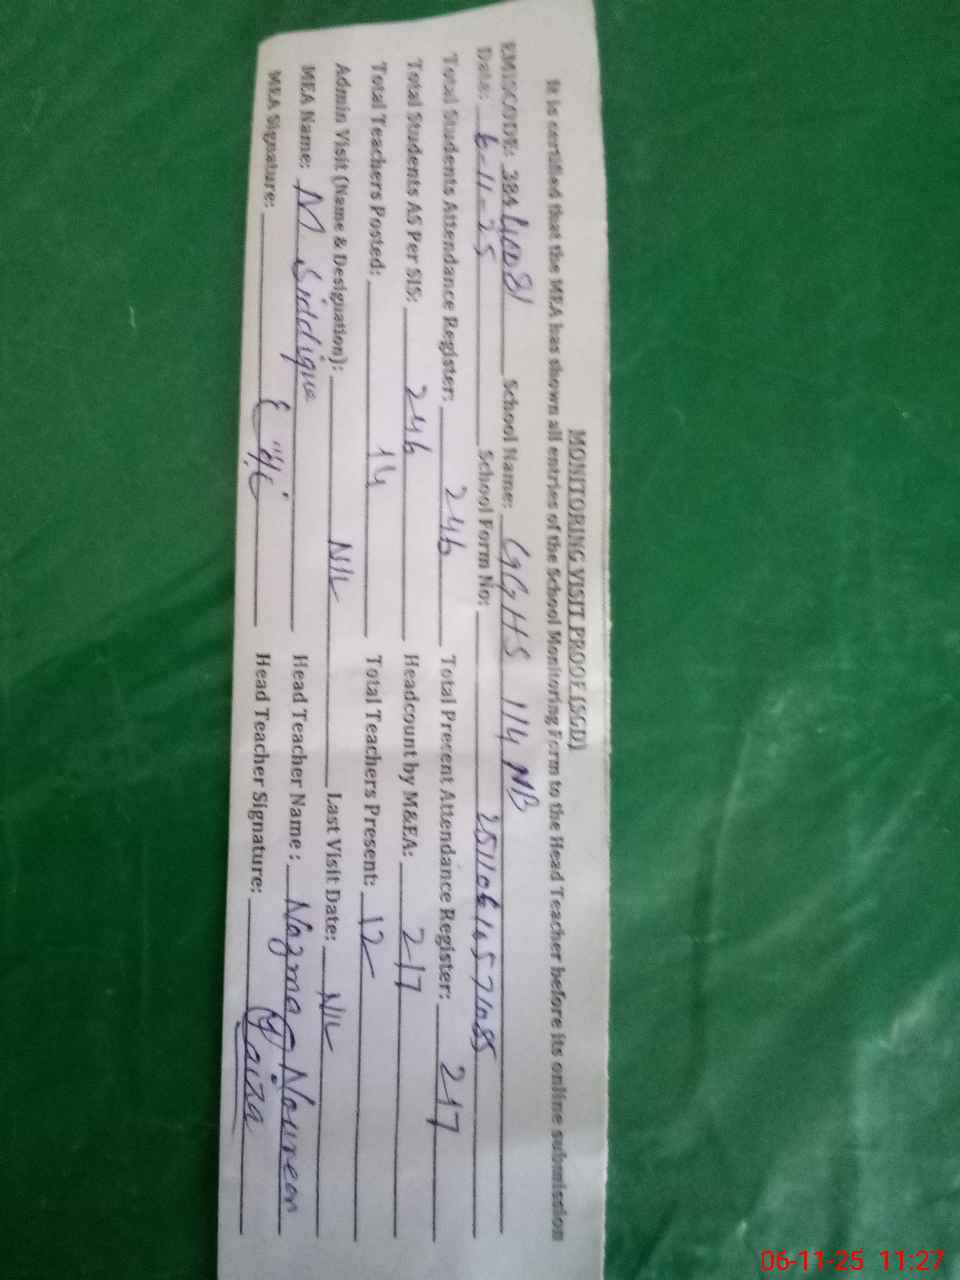 MONITORING VISIT PROOF (SGD)
It is certified that the MEA has shown all entries of the School Monitoring Form to the Head Teacher before its online submission
EMISCODE: 38440081 School Name: GGHS 114 NB
Date: 6-11-25 School Form No:
Total Students Attendance Register: 246 Total Present Attendance Register: 217
Total Students AS Per SIS: 246 Headcount by M&EA: 217
Total Teachers Posted: 14 Total Teachers Present: 12
Admin Visit (Name & Designation): NIL Last Visit Date: NIL
MEA Name: M Siddique Head Teacher Name: Nazma Noureen
MEA Signature: Head Teacher Signature:
06-11-25 11:27